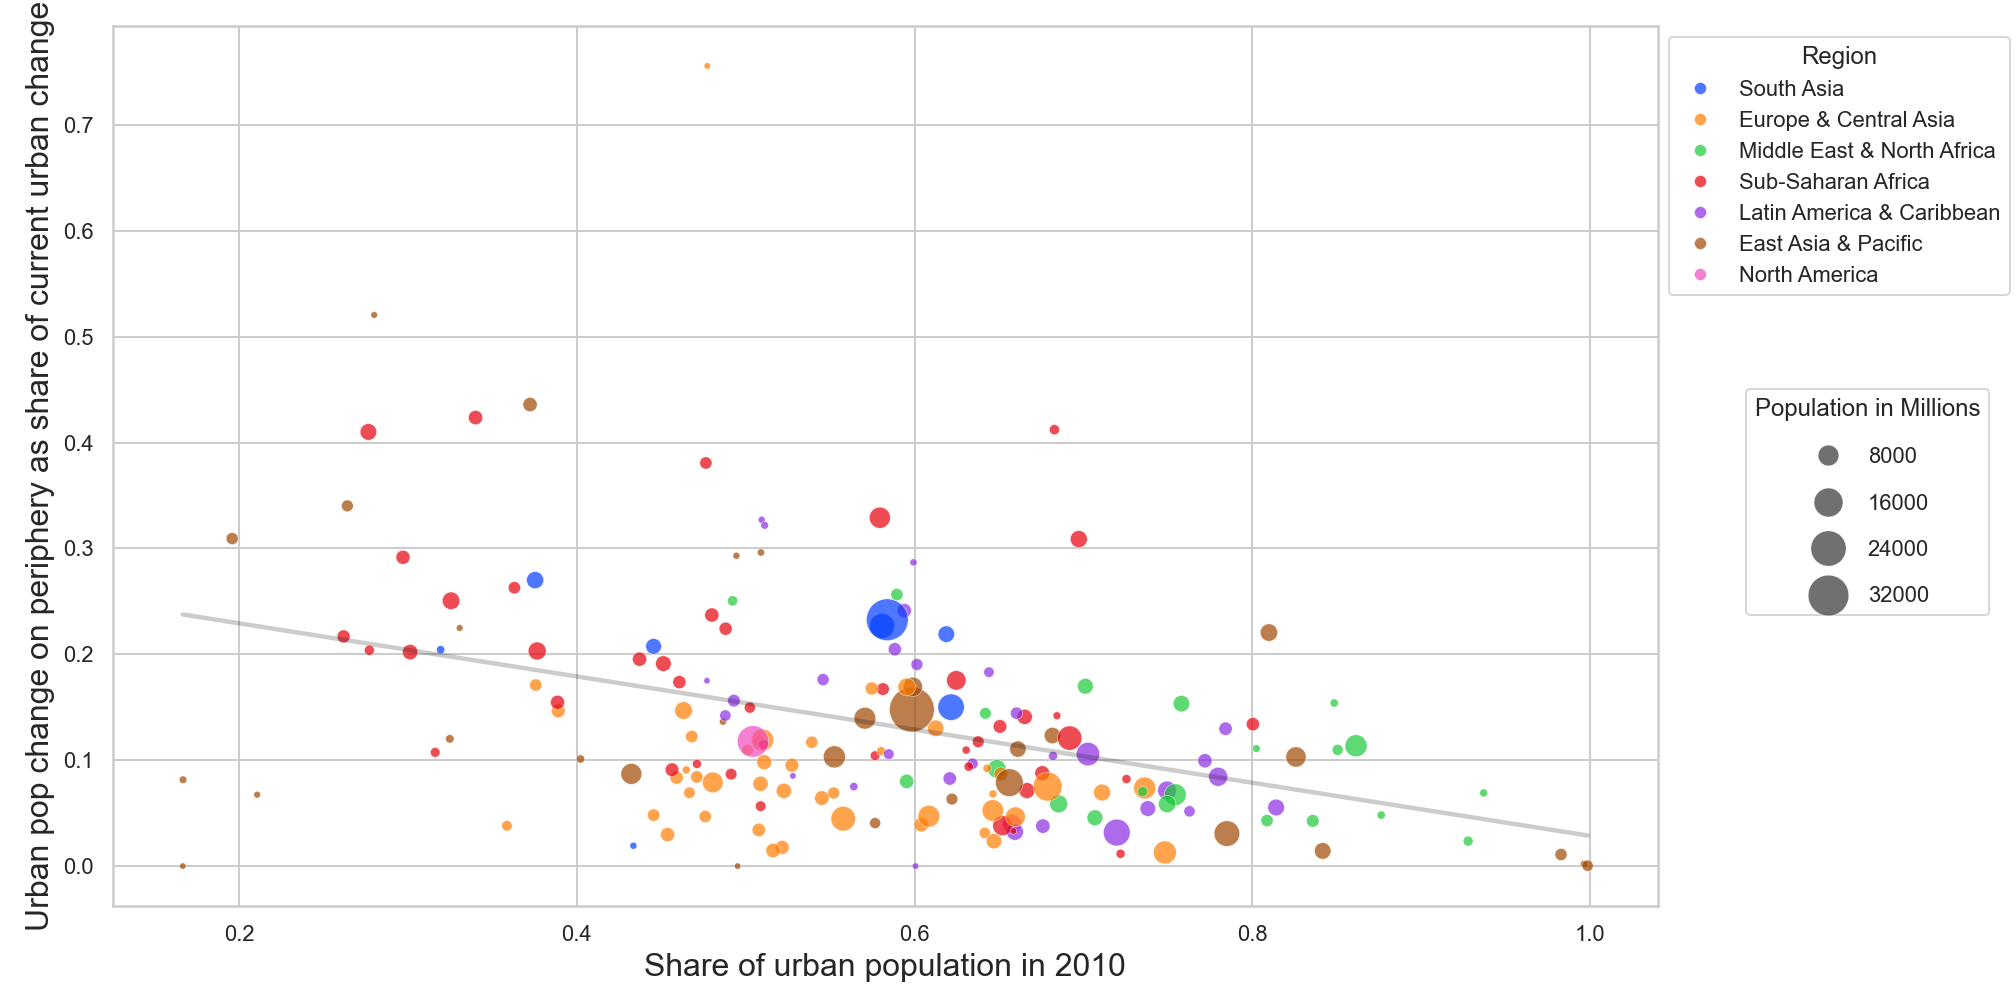 Urban pop change on periphery as share of current urban change
0.7
0.6
0.5
0.4
0.3
0.2
0.1
0.0
0.2
0.4
0.6
0.8
1.0
Share of urban population in 2010
Region
South Asia
Europe & Central Asia
Middle East & North Africa
Sub-Saharan Africa
Latin America & Caribbean
East Asia & Pacific
North America
Population in Millions
8000
16000
24000
32000